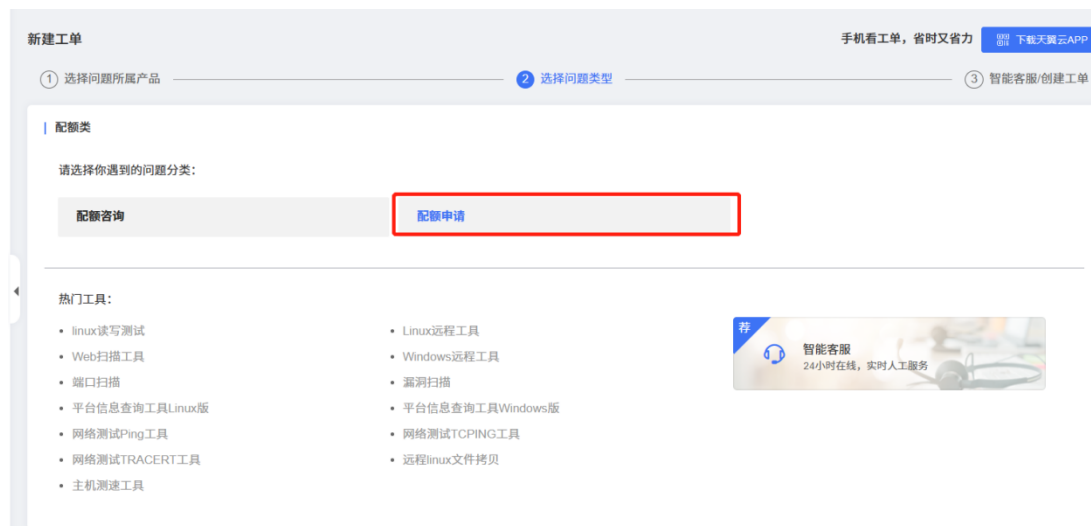 新建工单
手机看工单，省时又省力 下载天翼云APP
1 选择问题所属产品 2 选择问题类型 3 智能客服/创建工单
配额类
请选择你遇到的问题分类：
配额咨询 配额申请
热门工具：
linux读写测试 Linux远程工具
Web扫描工具 Windows远程工具
端口扫描 漏洞扫描
平台信息查询工具Linux版 平台信息查询工具Windows版
网络测试Ping工具 网络测试TCPING工具
网络测试TRACERT工具 远程linux文件拷贝
主机测速工具
荐
智能客服
24小时在线，实时人工服务